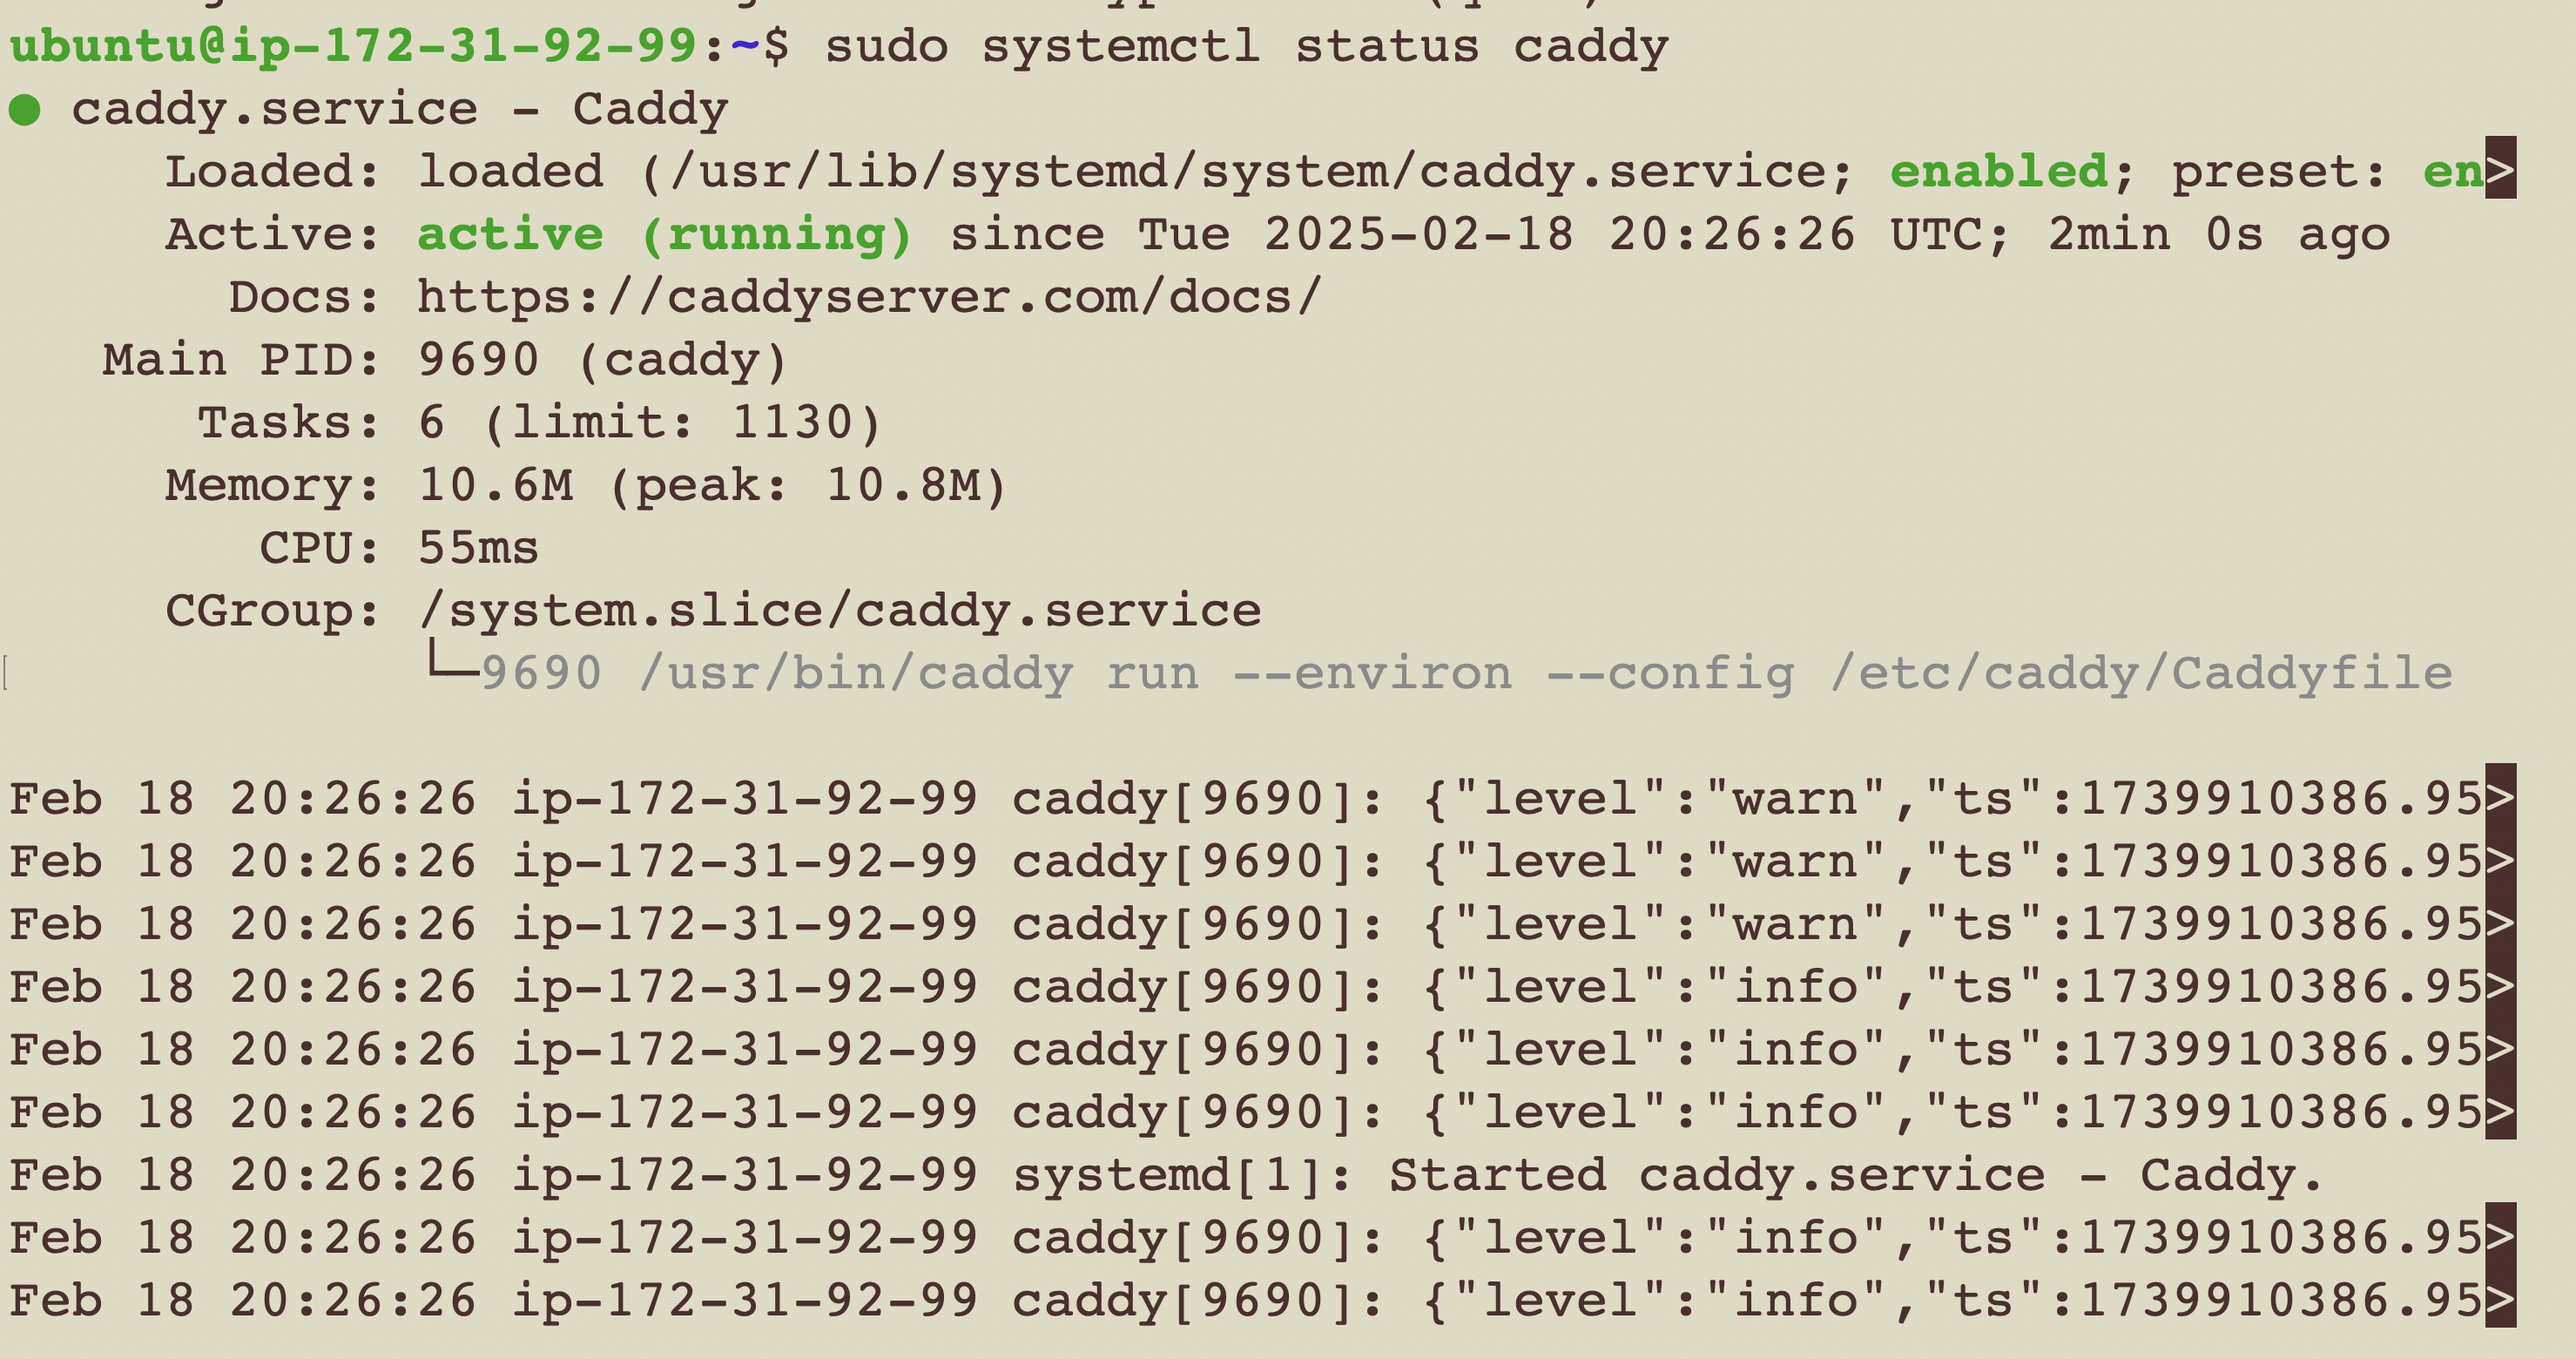 ubuntu@ip-172-31-92-99:~$ sudo systemctl status caddy
● caddy.service - Caddy
     Loaded: loaded (/usr/lib/systemd/system/caddy.service; enabled; preset: en>
     Active: active (running) since Tue 2025-02-18 20:26:26 UTC; 2min 0s ago
       Docs: https://caddyserver.com/docs/
   Main PID: 9690 (caddy)
      Tasks: 6 (limit: 1130)
     Memory: 10.6M (peak: 10.8M)
        CPU: 55ms
     CGroup: /system.slice/caddy.service
[            └─9690 /usr/bin/caddy run --environ --config /etc/caddy/Caddyfile
Feb 18 20:26:26 ip-172-31-92-99 caddy[9690]: {"level":"warn","ts":1739910386.95>
Feb 18 20:26:26 ip-172-31-92-99 caddy[9690]: {"level":"warn","ts":1739910386.95>
Feb 18 20:26:26 ip-172-31-92-99 caddy[9690]: {"level":"warn","ts":1739910386.95>
Feb 18 20:26:26 ip-172-31-92-99 caddy[9690]: {"level":"info","ts":1739910386.95>
Feb 18 20:26:26 ip-172-31-92-99 caddy[9690]: {"level":"info","ts":1739910386.95>
Feb 18 20:26:26 ip-172-31-92-99 caddy[9690]: {"level":"info","ts":1739910386.95>
Feb 18 20:26:26 ip-172-31-92-99 systemd[1]: Started caddy.service - Caddy.
Feb 18 20:26:26 ip-172-31-92-99 caddy[9690]: {"level":"info","ts":1739910386.95>
Feb 18 20:26:26 ip-172-31-92-99 caddy[9690]: {"level":"info","ts":1739910386.95>